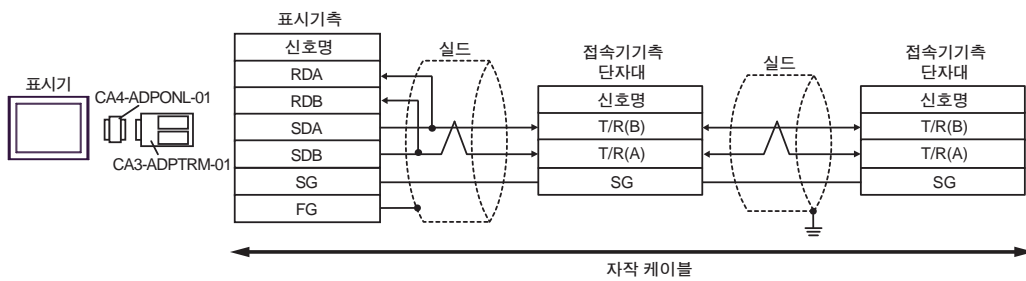 표시기
CA4-ADPONL-01
CA3-ADPTRM-01
표시기측
신호명
RDA
RDB
SDA
SDB
SG
FG
실드
접속기기측
단자대
신호명
T/R(B)
T/R(A)
SG
실드
접속기기측
단자대
신호명
T/R(B)
T/R(A)
SG
자작 케이블